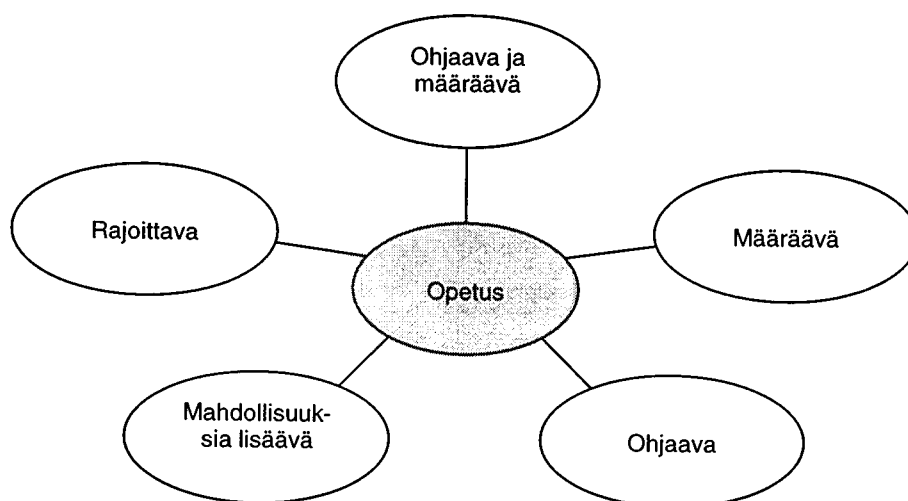 Ohjaava ja
määräävä
Rajoittava
Määräävä
Opetus
Mahdollisuuk-
sia lisäävä
Ohjaava